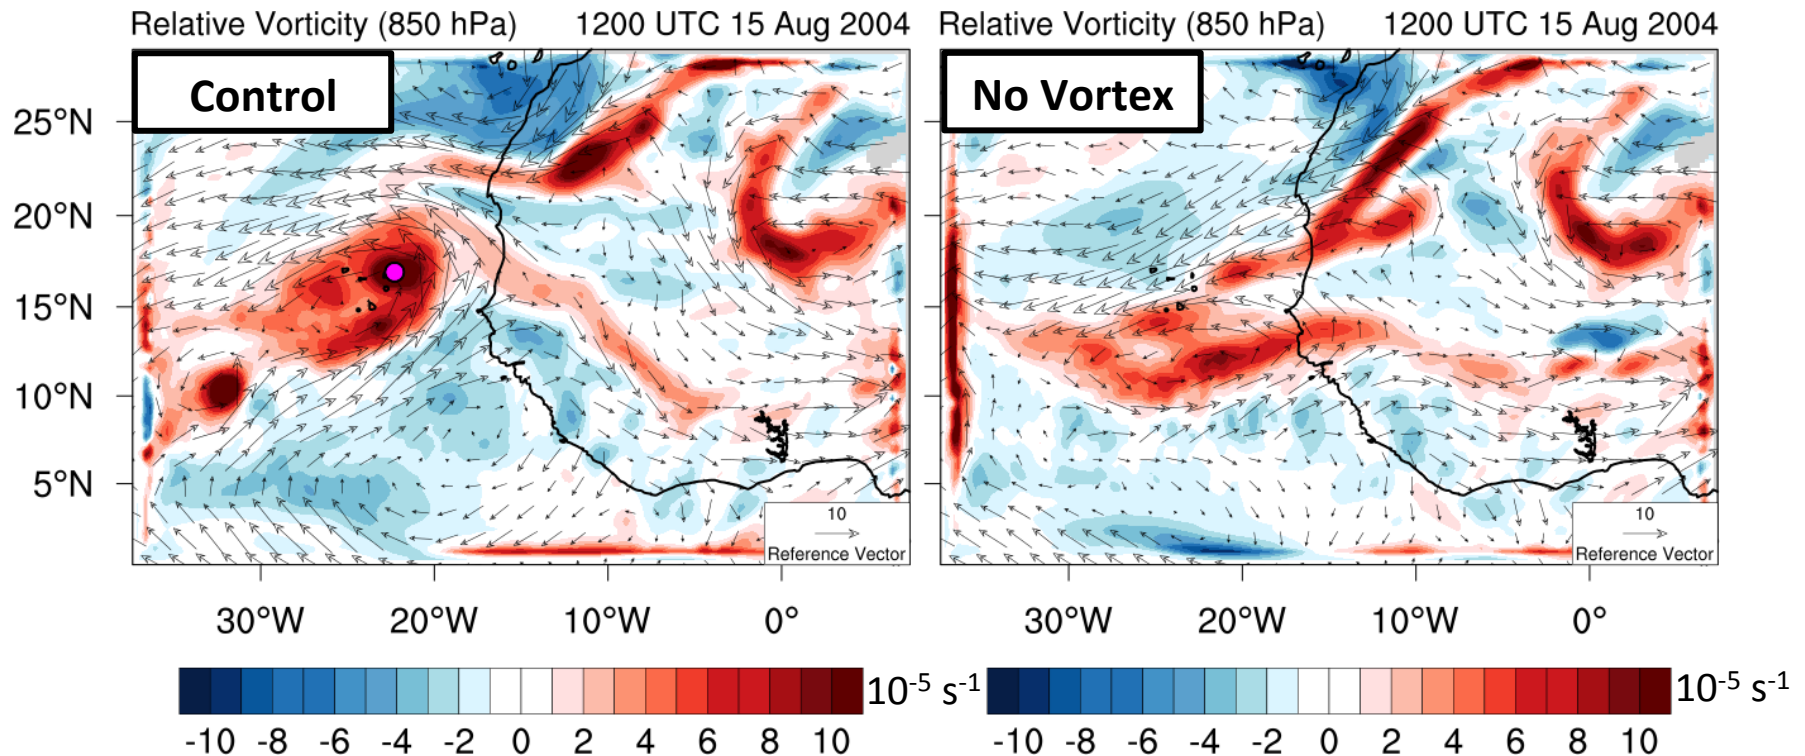 Relative Vorticity (850 hPa) 1200 UTC 15 Aug 2004
Control
25°N
20°N
15°N
10°N
5°N
10
Reference Vector
30°W 20°W 10°W 0°
-10 -8 -6 -4 -2 0 2 4 6 8 10
10⁻⁵ s⁻¹
Relative Vorticity (850 hPa) 1200 UTC 15 Aug 2004
No Vortex
10
Reference Vector
30°W 20°W 10°W 0°
-10 -8 -6 -4 -2 0 2 4 6 8 10
10⁻⁵ s⁻¹